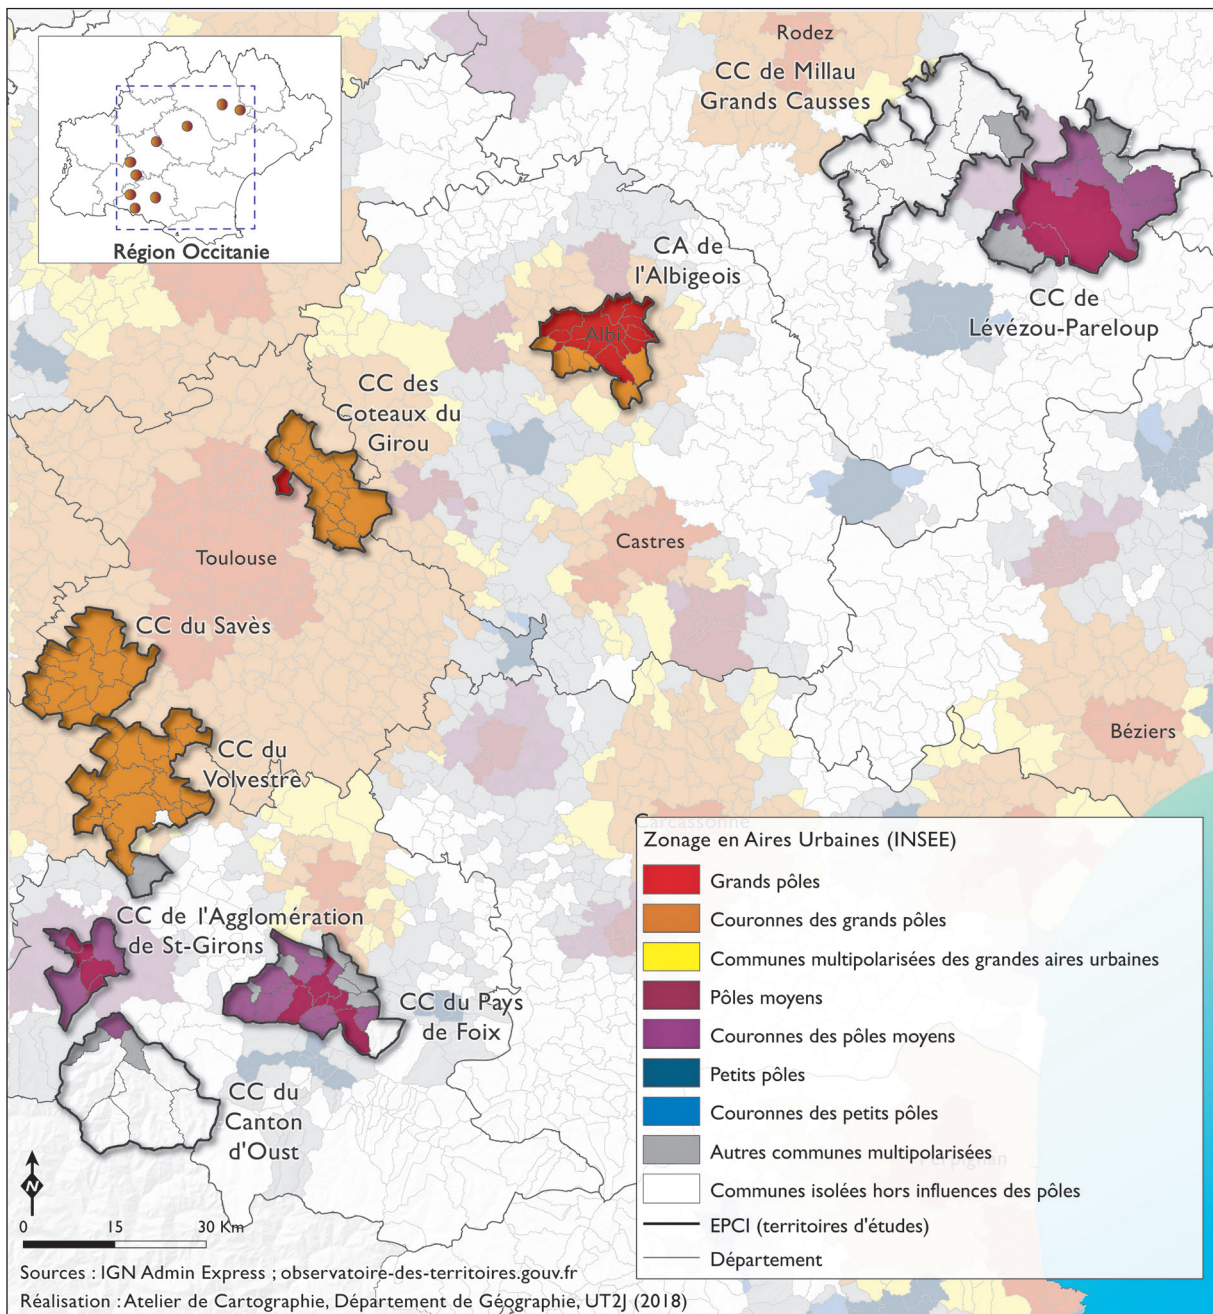 Rodez
CC de Millau
Grands Causses
Région Occitanie
CA de
l'Albigeois
CC de
Lévézou-Pareloup
Albi
CC des
Coteaux du
Girou
Castres
Toulouse
CC du Savès
CC du
Volvestre
Béziers
Carcassonne
Zonage en Aires Urbaines (INSEE)
Grands pôles
Couronnes des grands pôles
Communes multipolarisées des grandes aires urbaines
Pôles moyens
Couronnes des pôles moyens
Petits pôles
Couronnes des petits pôles
Autres communes multipolarisées
Perpignan
Communes isolées hors influences des pôles
EPCI (territoires d'études)
Département
CC de l'Agglomération
de St-Girons
CC du Pays
de Foix
CC du
Canton
d'Oust
N
0 15 30 Km
Sources : IGN Admin Express ; observatoire-des-territoires.gouv.fr
Réalisation : Atelier de Cartographie, Département de Géographie, UT2J (2018)